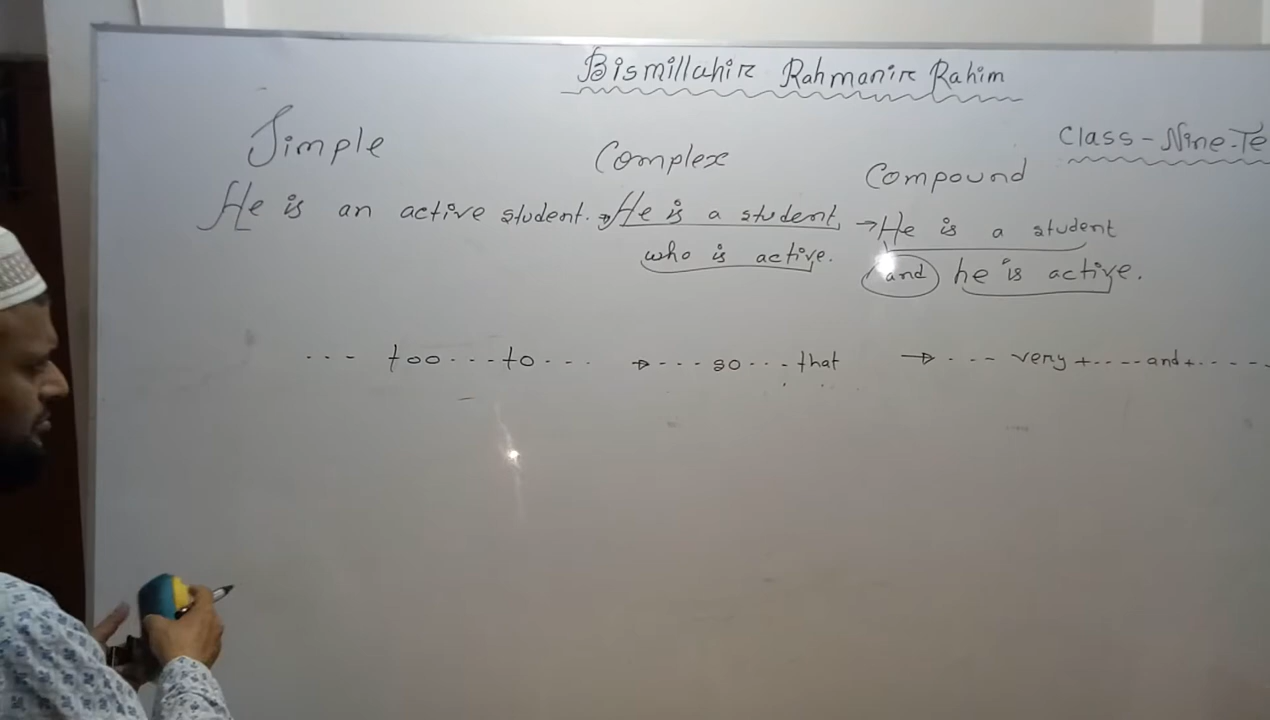 Bismillahir Rahmanir Rahim
Class-Nine-Te
Simple
Complex
Compound
He is an active student. → He is a student, → He is a student
who is active. and he is active.
--- too---to--- → ---so---that → ---- very +----and+-----